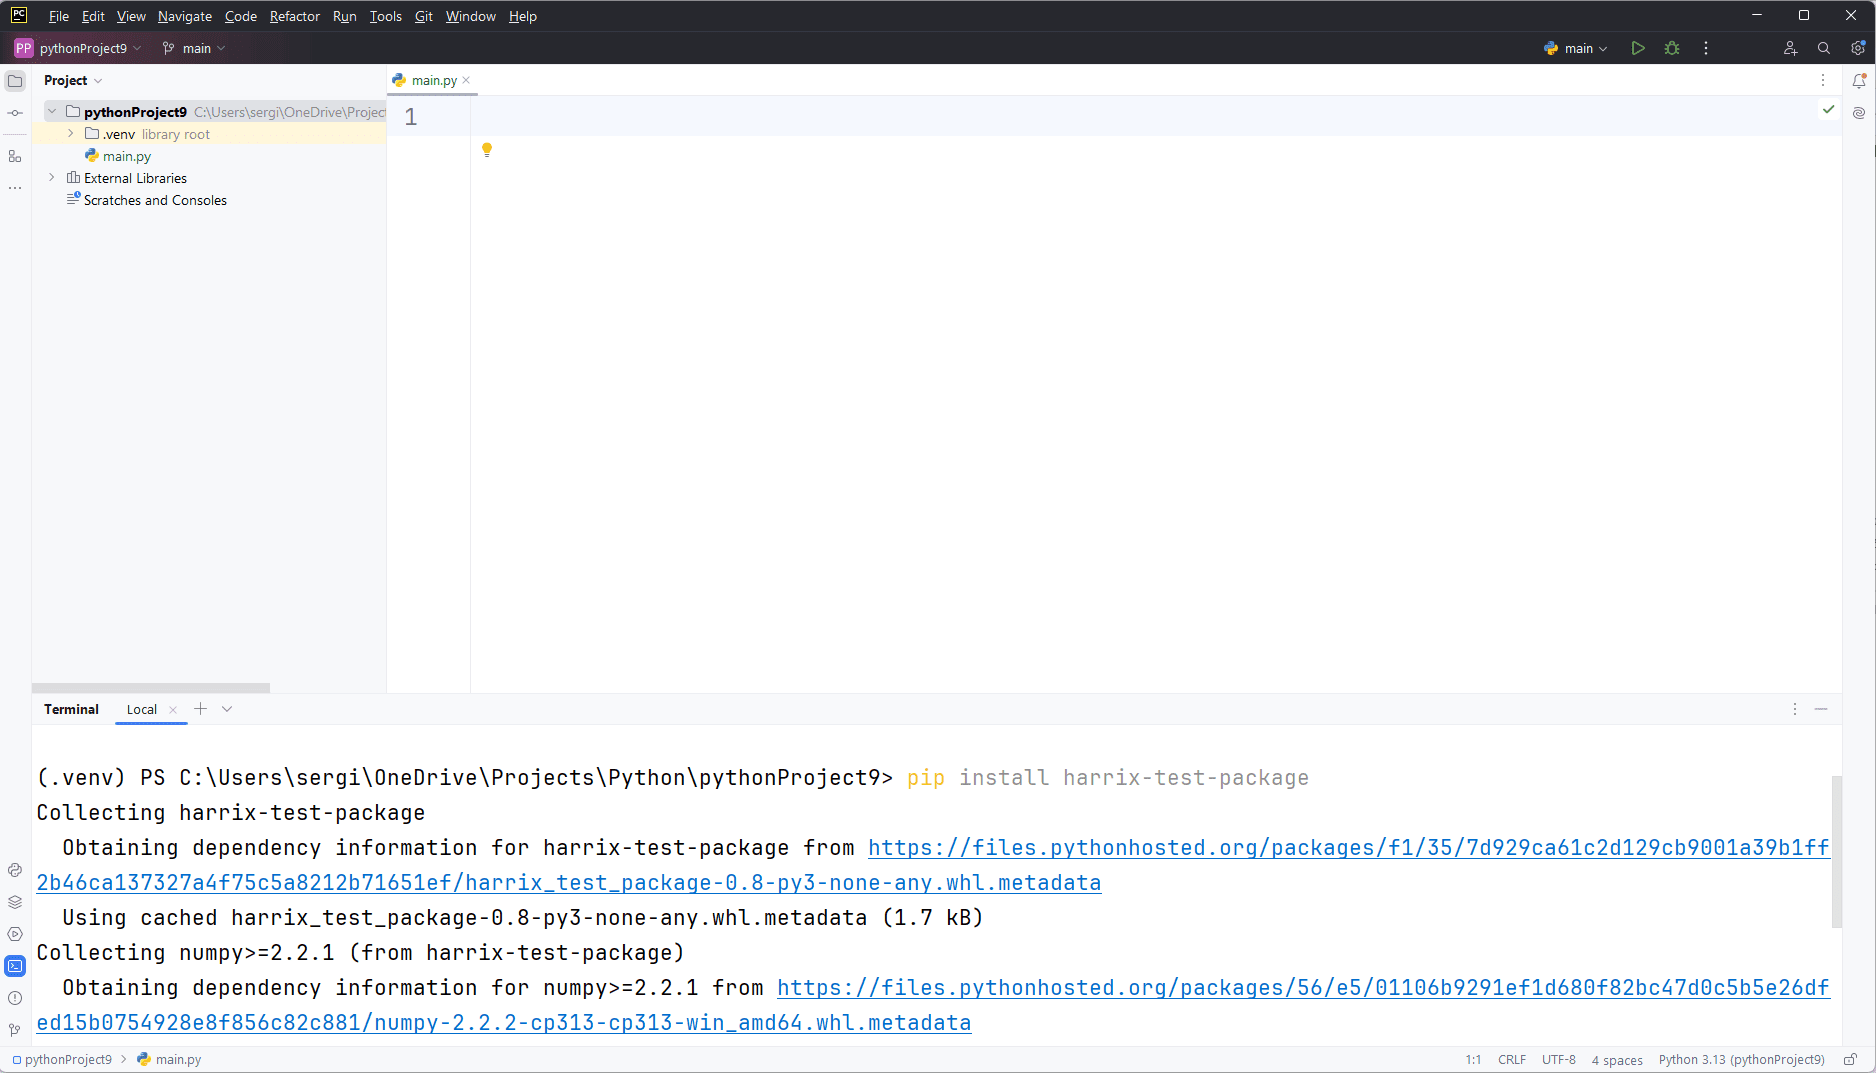 PC File Edit View Navigate Code Refactor Run Tools Git Window Help
PP pythonProject9 main main
Project
main.py
pythonProject9 C:\Users\sergi\OneDrive\Projec
1
.venv library root
main.py
External Libraries
Scratches and Consoles
Terminal Local
(.venv) PS C:\Users\sergi\OneDrive\Projects\Python\pythonProject9> pip install harrix-test-package
Collecting harrix-test-package
Obtaining dependency information for harrix-test-package from https://files.pythonhosted.org/packages/f1/35/7d929ca61c2d129cb9001a39b1ff
2b46ca137327a4f75c5a8212b71651ef/harrix_test_package-0.8-py3-none-any.whl.metadata
Using cached harrix_test_package-0.8-py3-none-any.whl.metadata (1.7 kB)
Collecting numpy>=2.2.1 (from harrix-test-package)
Obtaining dependency information for numpy>=2.2.1 from https://files.pythonhosted.org/packages/56/e5/01106b9291ef1d680f82bc47d0c5b5e26df
ed15b0754928e8f856c82c881/numpy-2.2.2-cp313-cp313-win_amd64.whl.metadata
pythonProject9 main.py 1:1 CRLF UTF-8 4 spaces Python 3.13 (pythonProject9)